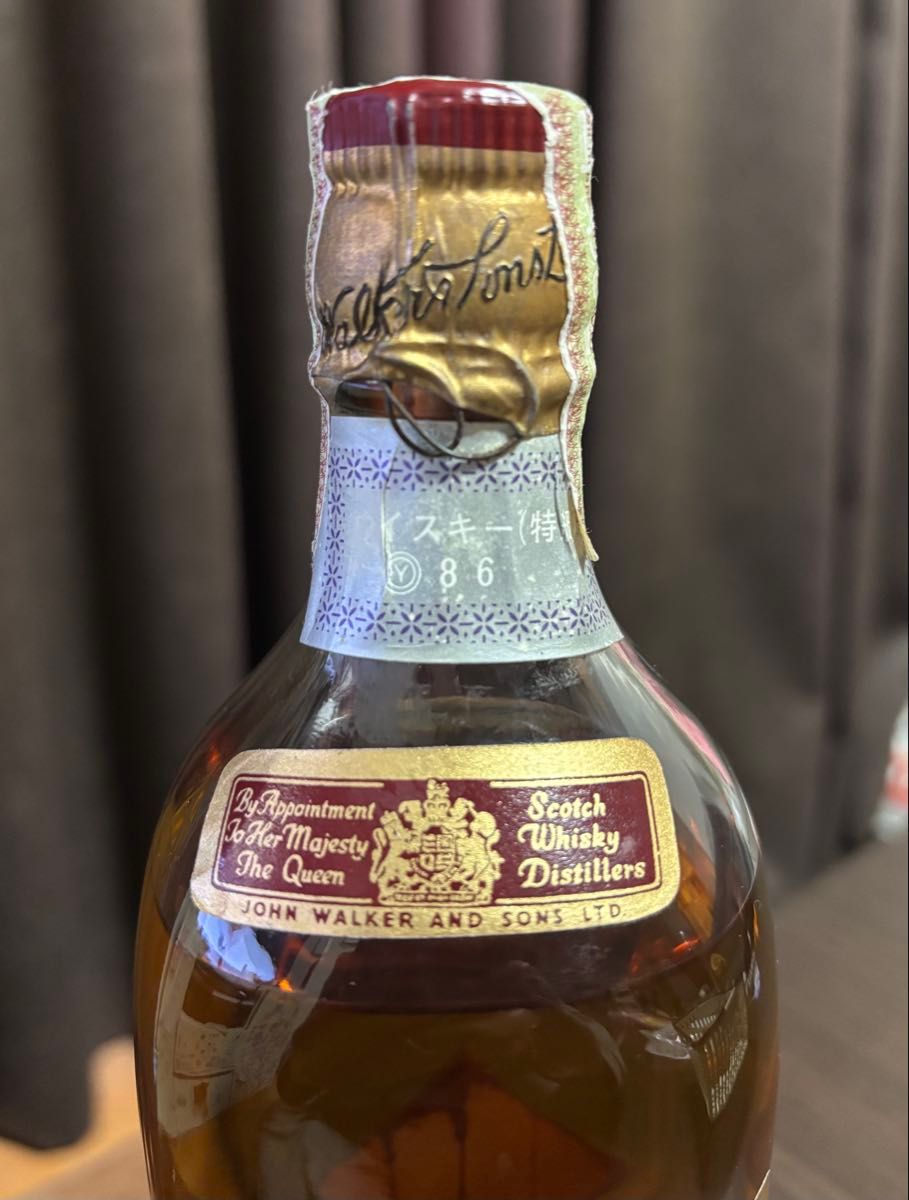 Walker & Sons L
イスキー(特
Y 86
By Appointment
To Her Majesty
The Queen
Scotch
Whisky
Distillers
JOHN WALKER AND SONS LTD.